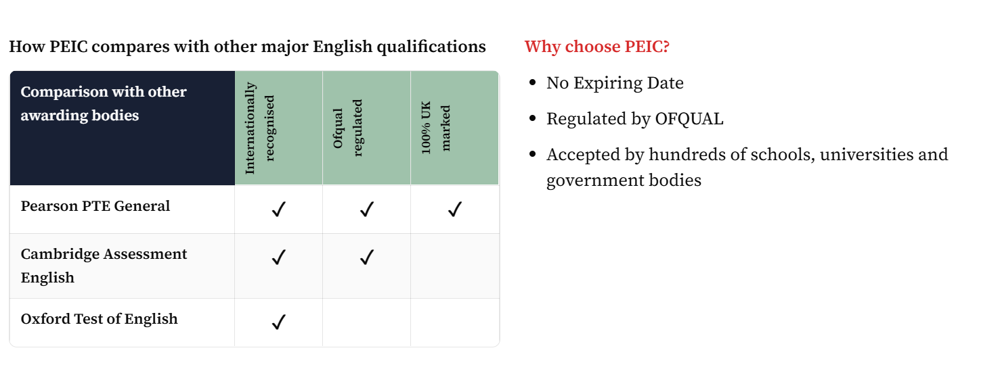 How PEIC compares with other major English qualifications
Comparison with other
awarding bodies
Internationally
recognised
Ofqual
regulated
100% UK
marked
Pearson PTE General
✓ ✓ ✓
Cambridge Assessment
English
✓ ✓
Oxford Test of English
✓
Why choose PEIC?
• No Expiring Date
• Regulated by OFQUAL
• Accepted by hundreds of schools, universities and
government bodies